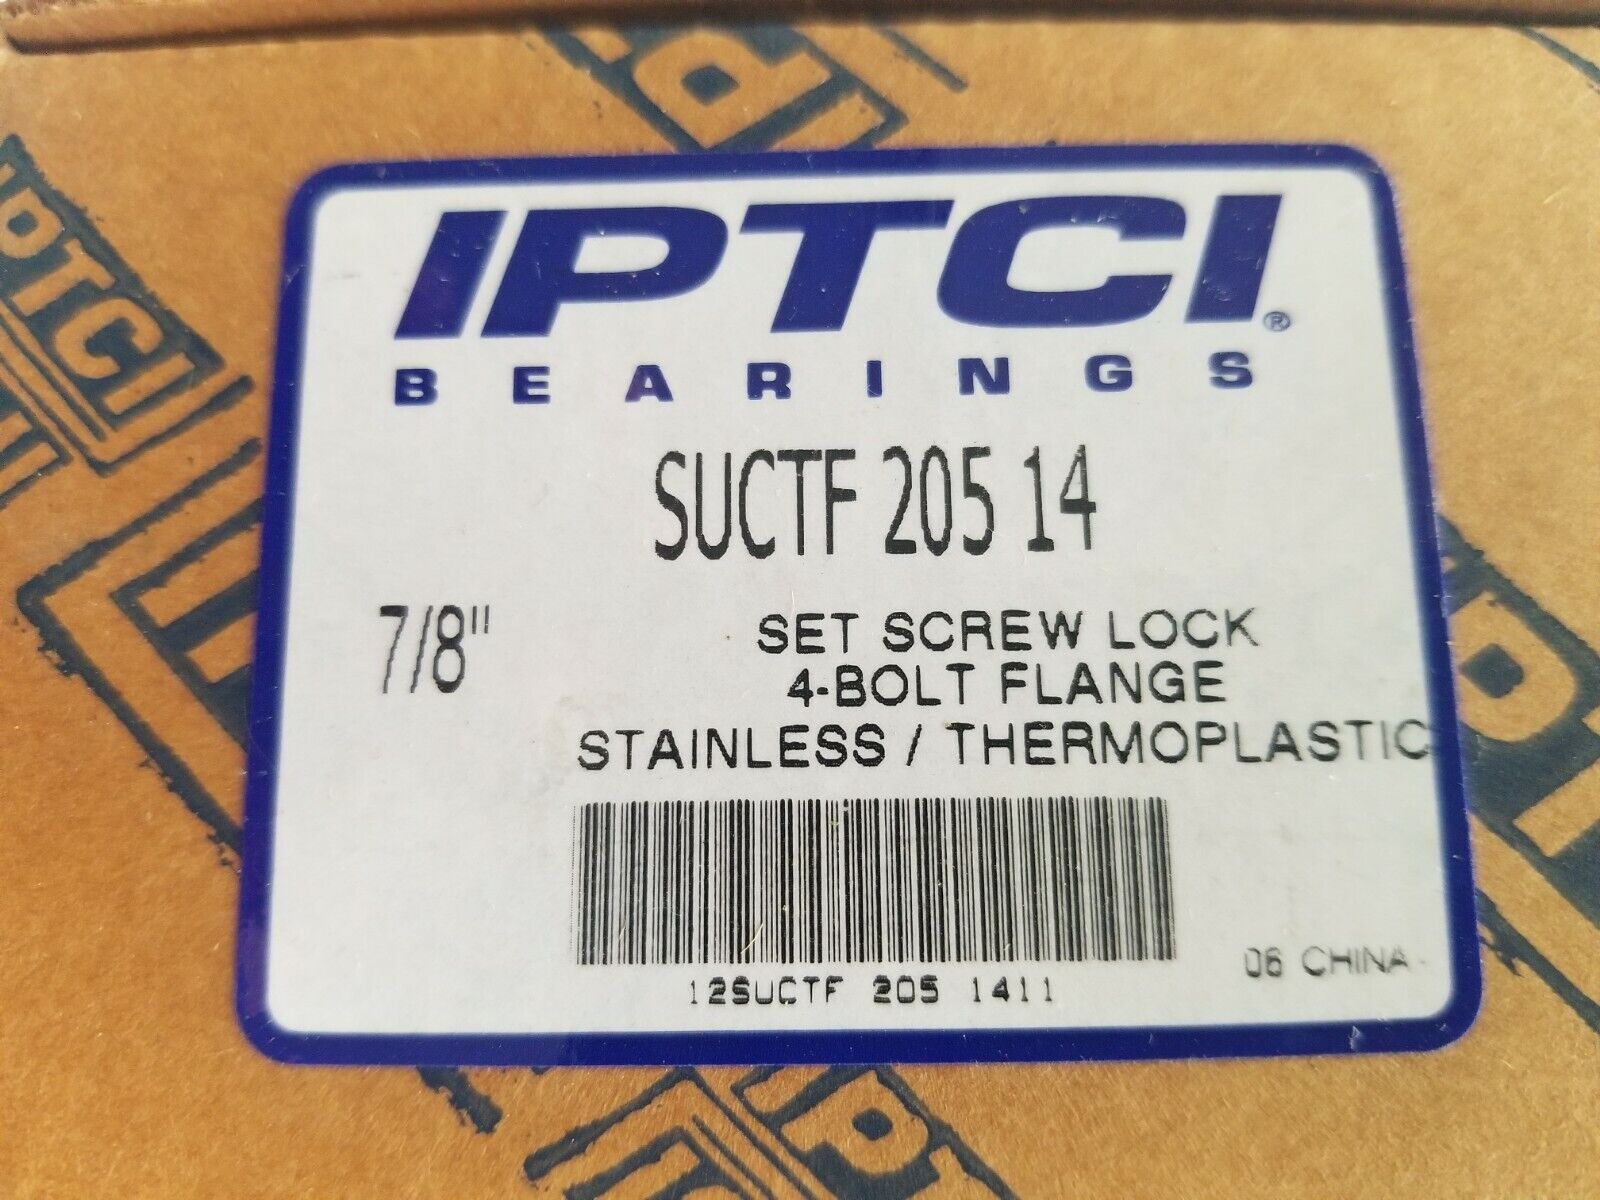 IPTCI®
BEARINGS
SUCTF 205 14
7/8"
SET SCREW LOCK
4-BOLT FLANGE
STAINLESS / THERMOPLASTIC
12SUCTF 205 1411
06 CHINA -
IPTCI